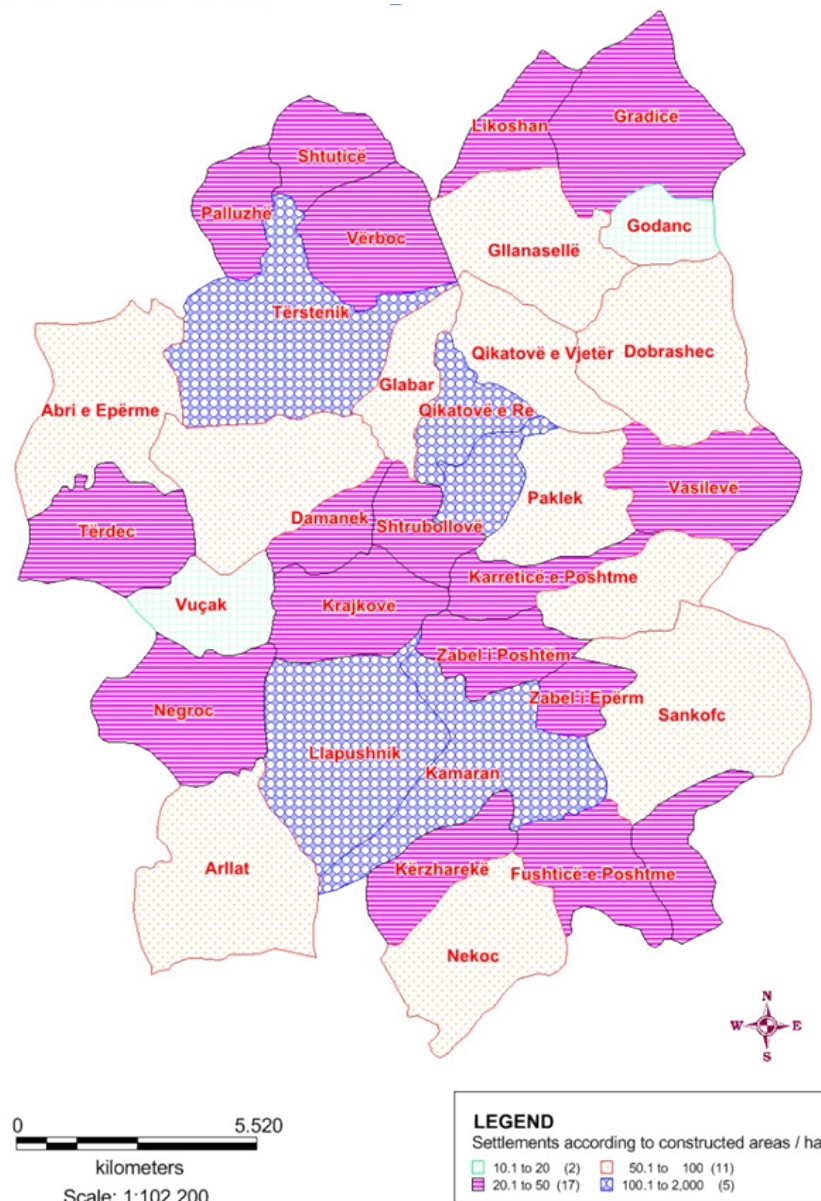 Likoshan
Gradicë
Shtuticë
Palluzhë
Vërboc
Godanc
Gllanasellë
Tërstenik
Qikatovë e Vjetër
Dobrashec
Glabar
Abri e Epërme
Qikatovë e Re
Vasilevë
Paklek
Damanek
Shtrubollovë
Tërdec
Karreticë e Poshtme
Vuçak
Krajkovë
Zabel i Poshtëm
Zabel i Epërm
Negroc
Sankofc
Llapushnik
Kamaran
Arllat
Kërzharekë
Fushticë e Poshtme
Nekoc
N
W E
S
0 5.520
kilometers
Scale: 1:102,200
LEGEND
Settlements according to constructed areas / ha
10.1 to 20 (2)
20.1 to 50 (17)
50.1 to 100 (11)
100.1 to 2,000 (5)